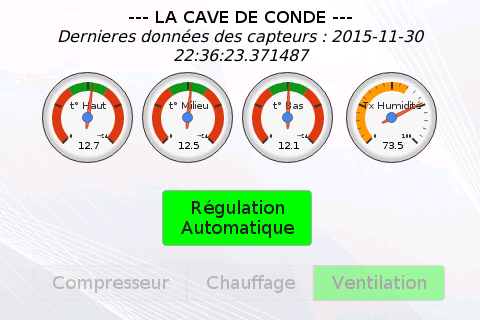 --- LA CAVE DE CONDE ---
Dernieres données des capteurs : 2015-11-30
22:36:23.371487
t° Haut t° Milieu t° Bas Tx Humidité
100
12.7 12.5 12.1 73.5
Régulation
Automatique
Compresseur Chauffage Ventilation